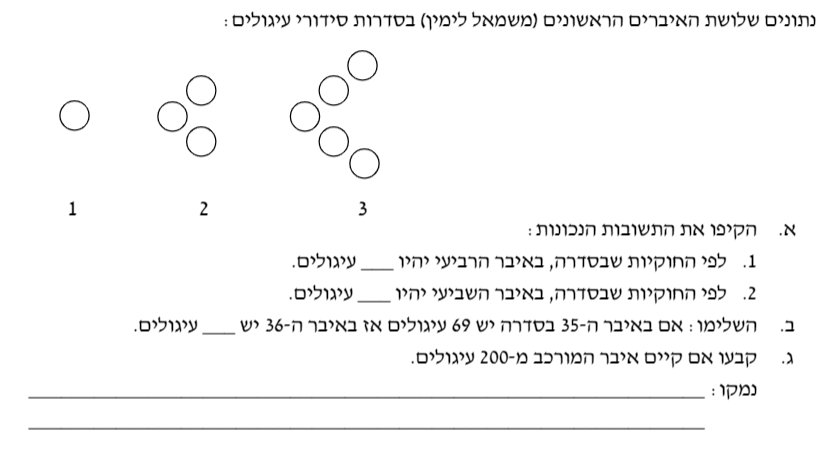 נתונים שלושת האיברים הראשונים (משמאל לימין) בסדרות סידורי עיגולים:
1 2 3
א. הקיפו את התשובות הנכונות:
1. לפי החוקיות שבסדרה, באיבר הרביעי יהיו ____ עיגולים.
2. לפי החוקיות שבסדרה, באיבר השביעי יהיו ____ עיגולים.
ב. השלימו: אם באיבר ה-35 בסדרה יש 69 עיגולים אז באיבר ה-36 יש ____ עיגולים.
ג. קבעו אם קיים איבר המורכב מ-200 עיגולים.
נמקו: